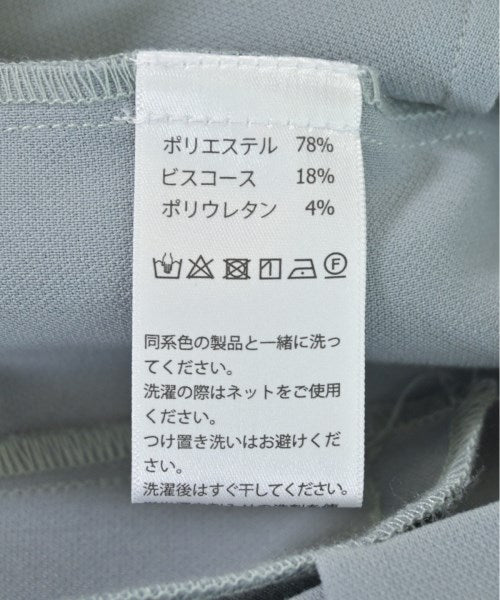 ポリエステル 78%
ビスコース 18%
ポリウレタン 4%
F
同系色の製品と一緒に洗っ
てください。
洗濯の際はネットをご使用
ください。
つけ置き洗いはお避けくだ
さい。
洗濯後はすぐ干してください。